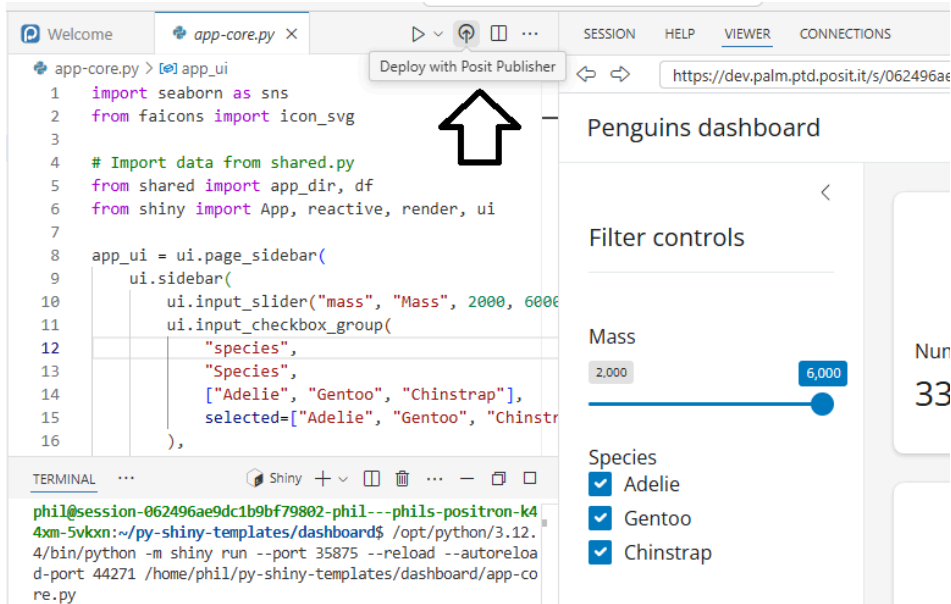 Welcome
app-core.py
SESSION HELP VIEWER CONNECTIONS
app-core.py > app_ui
Deploy with Posit Publisher
https://dev.palm.ptd.posit.it/s/062496ae
1 import seaborn as sns
2 from faicons import icon_svg
3
4 # Import data from shared.py
5 from shared import app_dir, df
6 from shiny import App, reactive, render, ui
7
8 app_ui = ui.page_sidebar(
9 ui.sidebar(
10 ui.input_slider("mass", "Mass", 2000, 6000
11 ui.input_checkbox_group(
12 "species",
13 "Species",
14 ["Adelie", "Gentoo", "Chinstrap"],
15 selected=["Adelie", "Gentoo", "Chinstr
16 ),
TERMINAL ··· Shiny
phil@session-062496ae9dc1b9bf79802-phil---phils-positron-k4
4xm-5vkxn:~/py-shiny-templates/dashboard$ /opt/python/3.12.
4/bin/python -m shiny run --port 35875 --reload --autoreloa
d-port 44271 /home/phil/py-shiny-templates/dashboard/app-co
re.py
Penguins dashboard
Filter controls
Mass
2,000 6,000
Species
Adelie
Gentoo
Chinstrap
Num
33